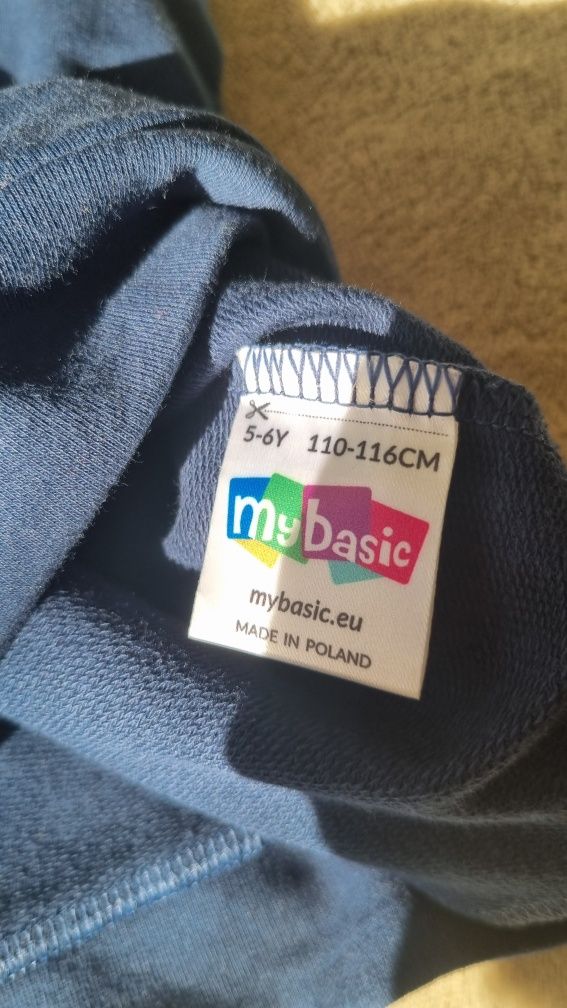 5-6Y 110-116CM
mybasic
mybasic.eu
MADE IN POLAND